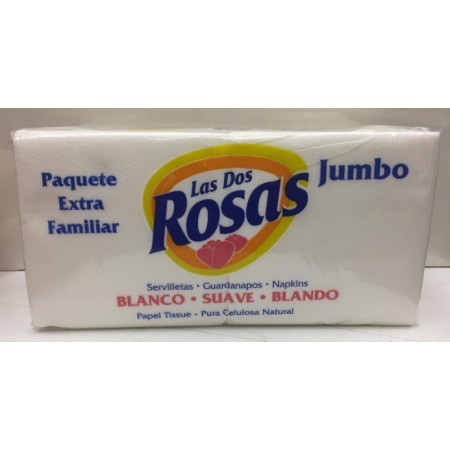 Paquete
Extra
Familiar
Las Dos
Rosas
Jumbo
Servilletas • Guardanapos • Napkins
BLANCO • SUAVE • BLANDO
Papel Tissue • Pura Celulosa Natural